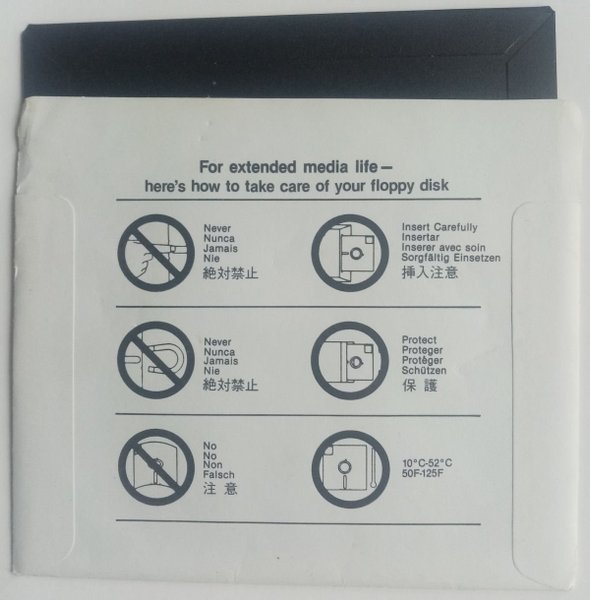 For extended media life—
here's how to take care of your floppy disk
Never
Nunca
Jamais
Nie
絶対禁止
Insert Carefully
Insertar
Inserer avec soin
Sorgfältig Einsetzen
挿入注意
Never
Nunca
Jamais
Nie
絶対禁止
Protect
Proteger
Protéger
Schützen
保護
No
No
Non
Falsch
注意
10°C-52°C
50F-125F